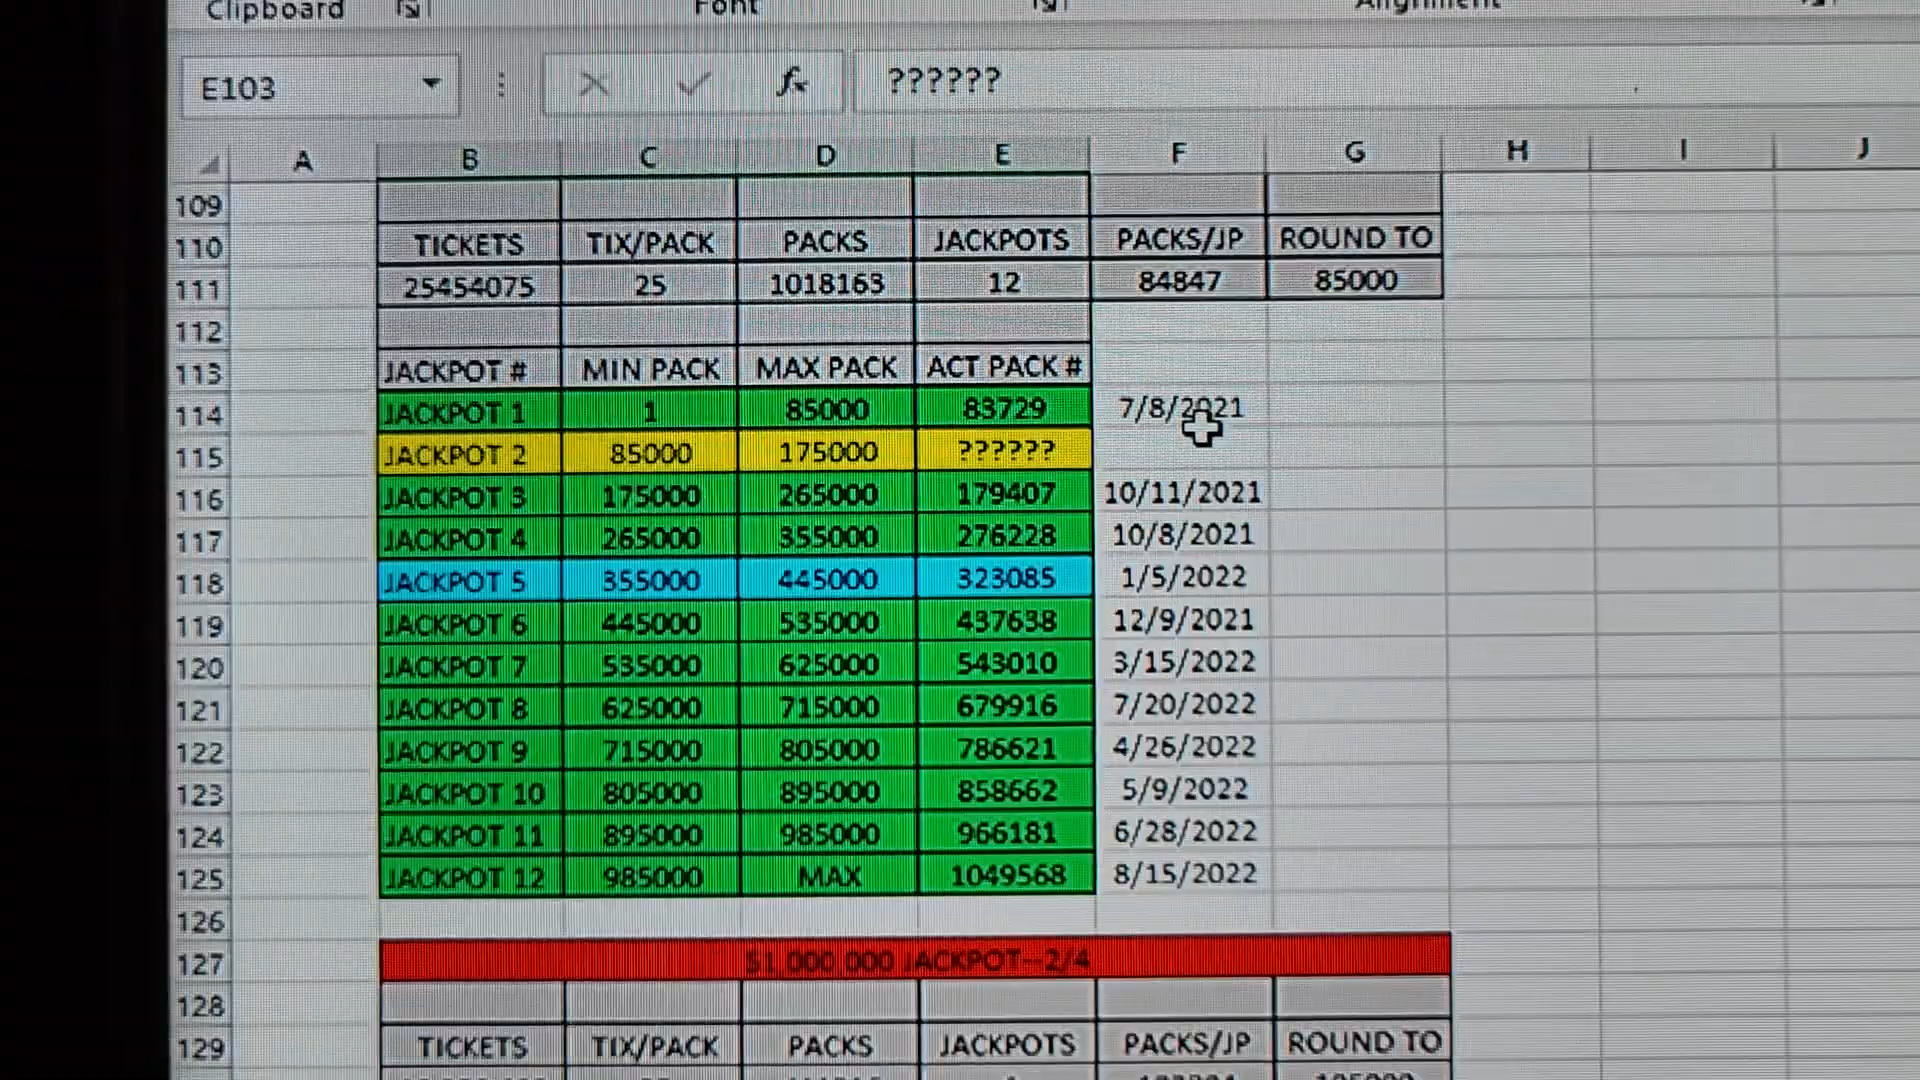 Clipboard Font Alignment
E103 fx ??????
A B C D E F G H I J
109
110 TICKETS TIX/PACK PACKS JACKPOTS PACKS/JP ROUND TO
111 25454075 25 1018163 12 84847 85000
112
113 JACKPOT # MIN PACK MAX PACK ACT PACK #
114 JACKPOT 1 1 85000 83729 7/8/2021
115 JACKPOT 2 85000 175000 ??????
116 JACKPOT 3 175000 265000 179407 10/11/2021
117 JACKPOT 4 265000 355000 276228 10/8/2021
118 JACKPOT 5 355000 445000 323085 1/5/2022
119 JACKPOT 6 445000 535000 437638 12/9/2021
120 JACKPOT 7 535000 625000 543010 3/15/2022
121 JACKPOT 8 625000 715000 679916 7/20/2022
122 JACKPOT 9 715000 805000 786621 4/26/2022
123 JACKPOT 10 805000 895000 858662 5/9/2022
124 JACKPOT 11 895000 985000 966181 6/28/2022
125 JACKPOT 12 985000 MAX 1049568 8/15/2022
126
127 $1,000,000 JACKPOT--2/4
128
129 TICKETS TIX/PACK PACKS JACKPOTS PACKS/JP ROUND TO